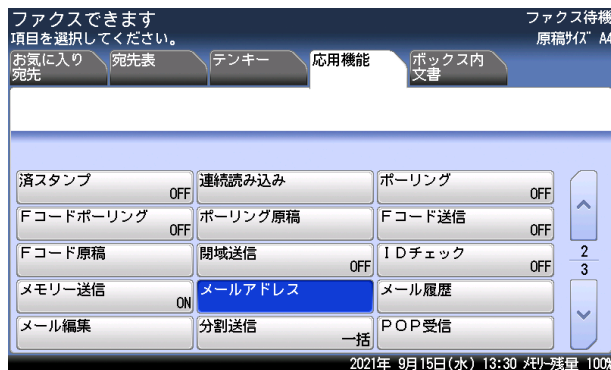 ファクスできます
ファクス待機
項目を選択してください。
原稿サイズ A4
お気に入り
宛先
宛先表
テンキー
応用機能
ボックス内
文書
済スタンプ
OFF
連続読み込み
ポーリング
OFF
Fコードポーリング
OFF
ポーリング原稿
Fコード送信
OFF
Fコード原稿
閉域送信
OFF
IDチェック
OFF
2
3
メモリー送信
ON
メールアドレス
メール履歴
メール編集
分割送信
一括
POP受信
2021年 9月15日(水) 13:30 メモリー残量 100%